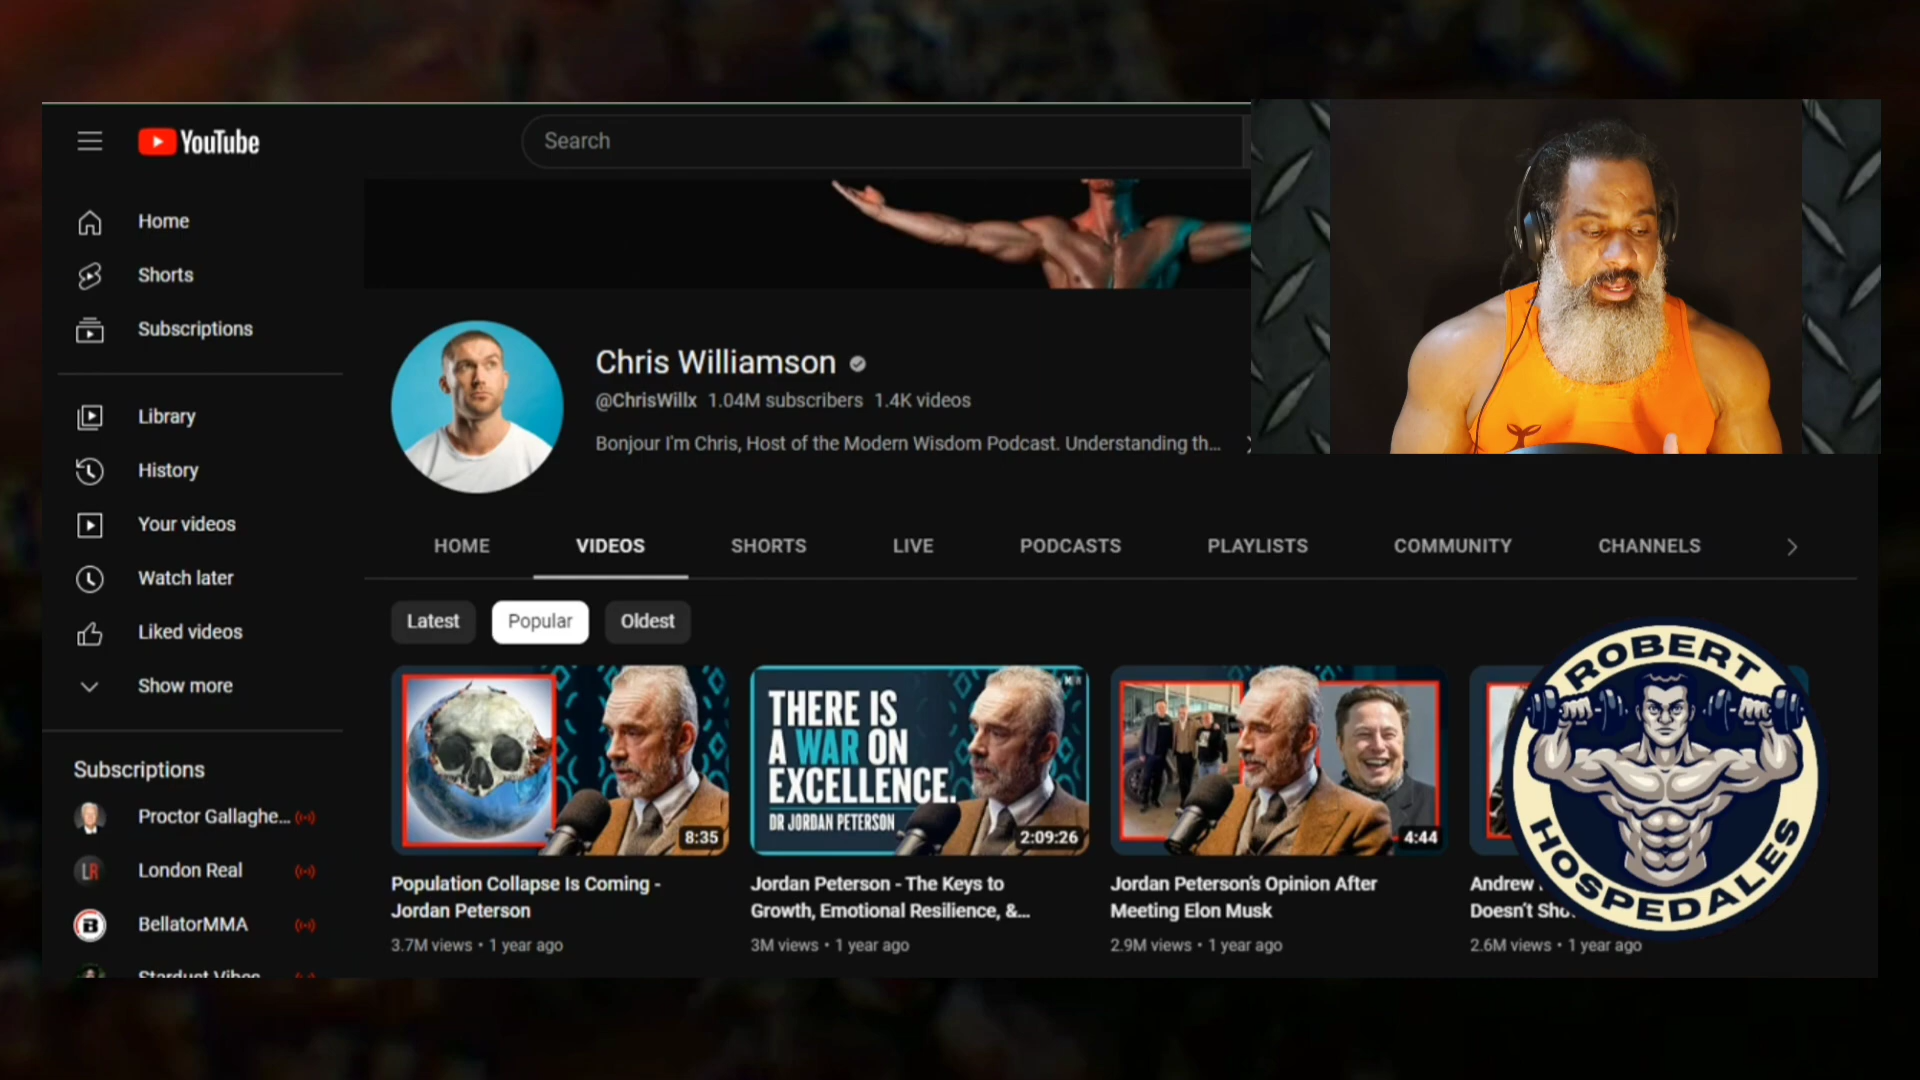 YouTube
Search
Home
Shorts
Subscriptions
Library
History
Your videos
Watch later
Liked videos
Show more
Subscriptions
Proctor Gallaghe...
London Real
BellatorMMA
Stardust Vibes
Chris Williamson
@ChrisWillx 1.04M subscribers 1.4K videos
Bonjour I'm Chris, Host of the Modern Wisdom Podcast. Understanding th...
HOME VIDEOS SHORTS LIVE PODCASTS PLAYLISTS COMMUNITY CHANNELS
Latest Popular Oldest
8:35
Population Collapse Is Coming -
Jordan Peterson
3.7M views • 1 year ago
THERE IS
A WAR ON
EXCELLENCE.
DR JORDAN PETERSON
2:09:26
Jordan Peterson - The Keys to
Growth, Emotional Resilience, &...
3M views • 1 year ago
4:44
Jordan Peterson's Opinion After
Meeting Elon Musk
2.9M views • 1 year ago
Andrew
Doesn't
2.6M views • 1 year ago
ROBERT
HOSPEDALES
LR
B